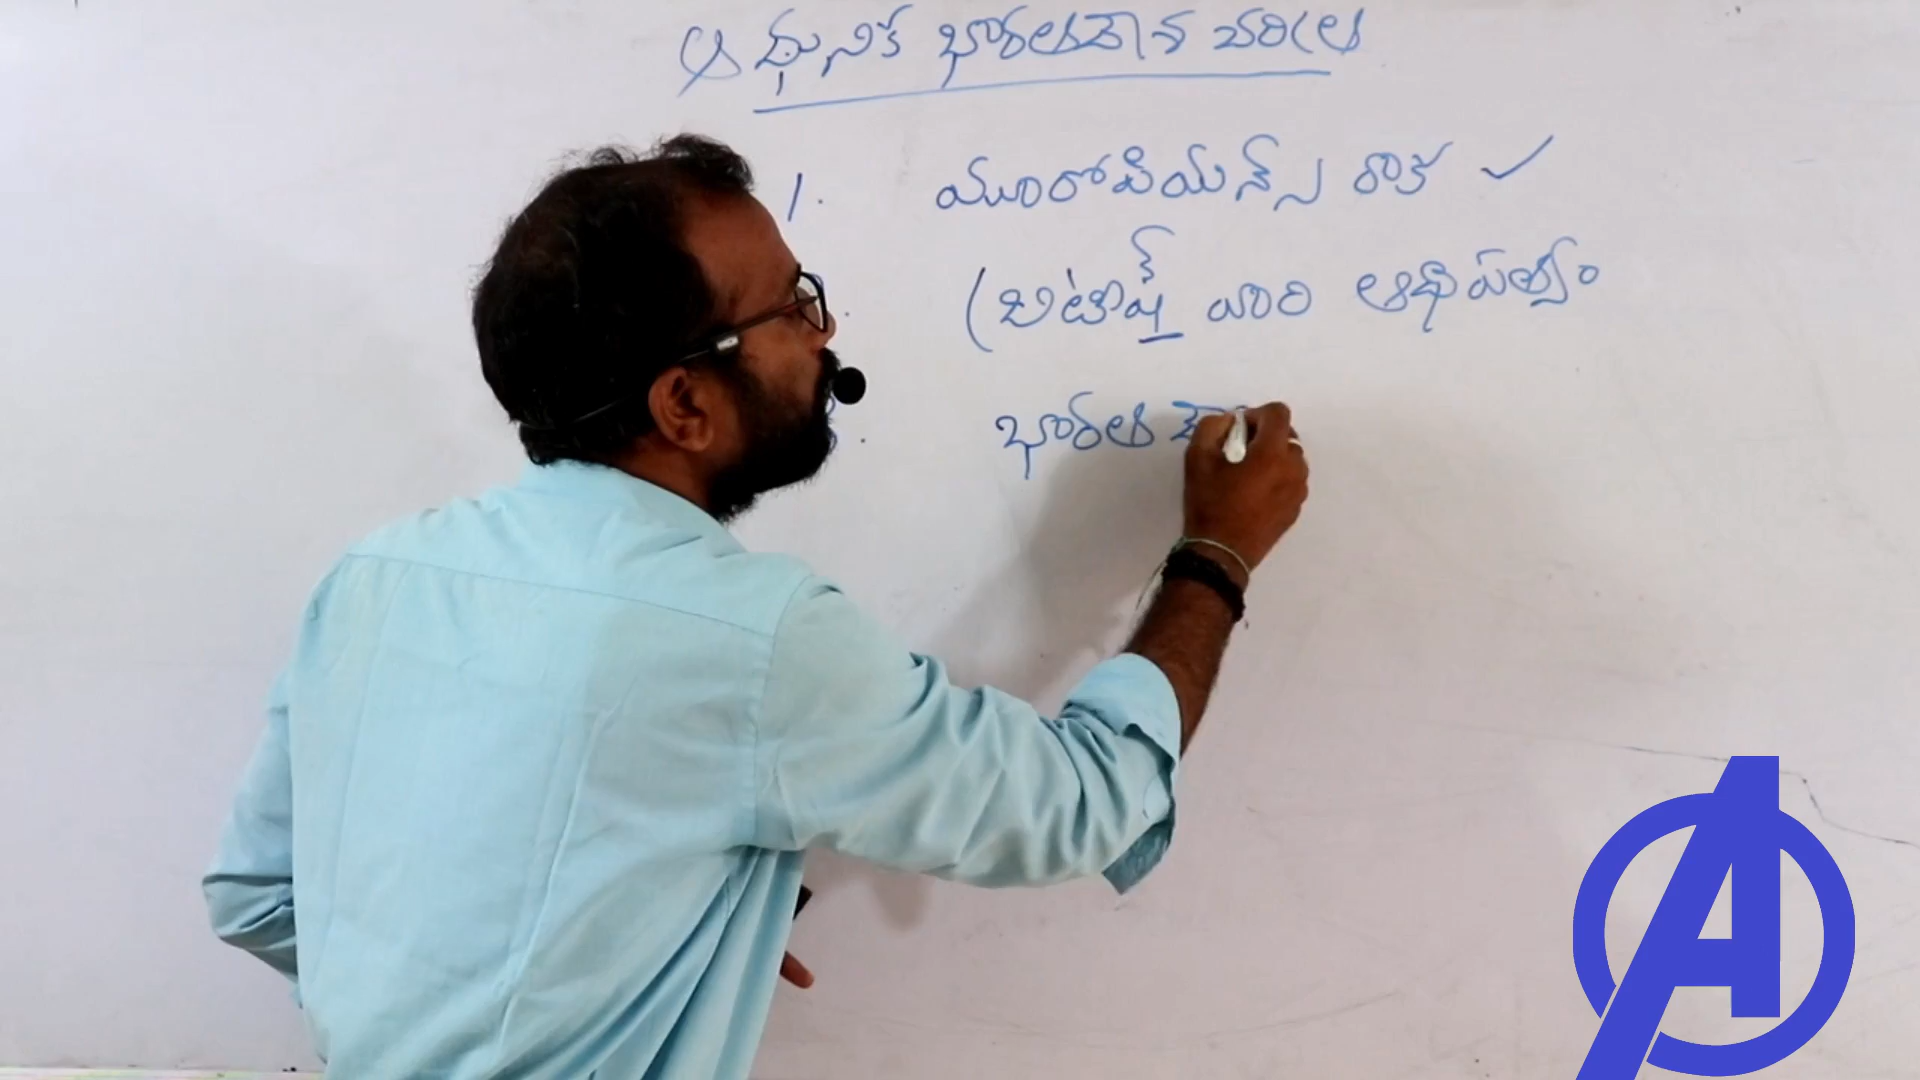 ఆధునిక భారతదేశ చరిత్ర
1. యూరోపియన్స్ రాక ✓
బ్రిటీష్ వారి ఆధిపత్యం
భారత